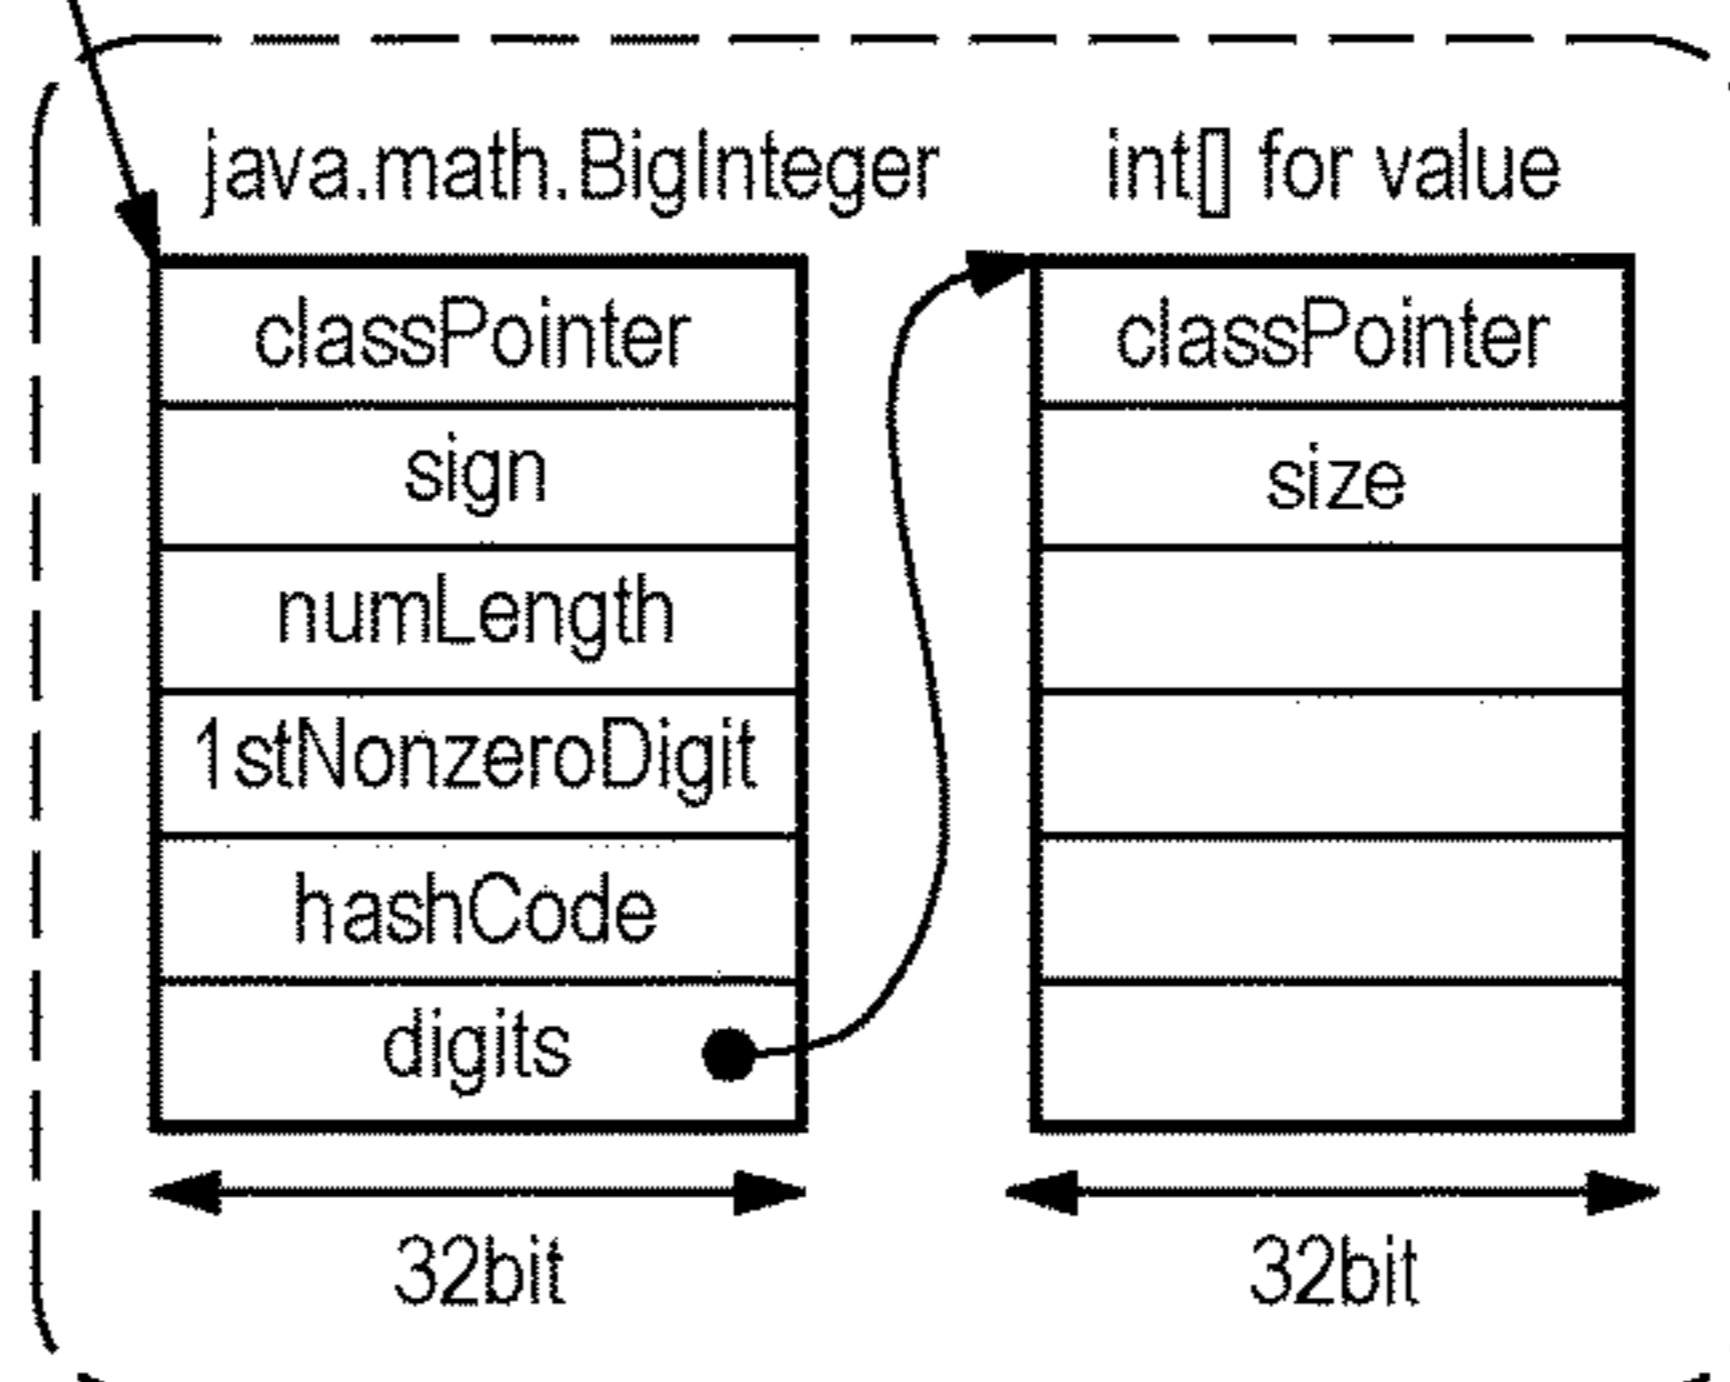 java.math.BigInteger
classPointer
sign
numLength
1stNonzeroDigit
hashCode
digits
32bit
int[] for value
classPointer
size
32bit